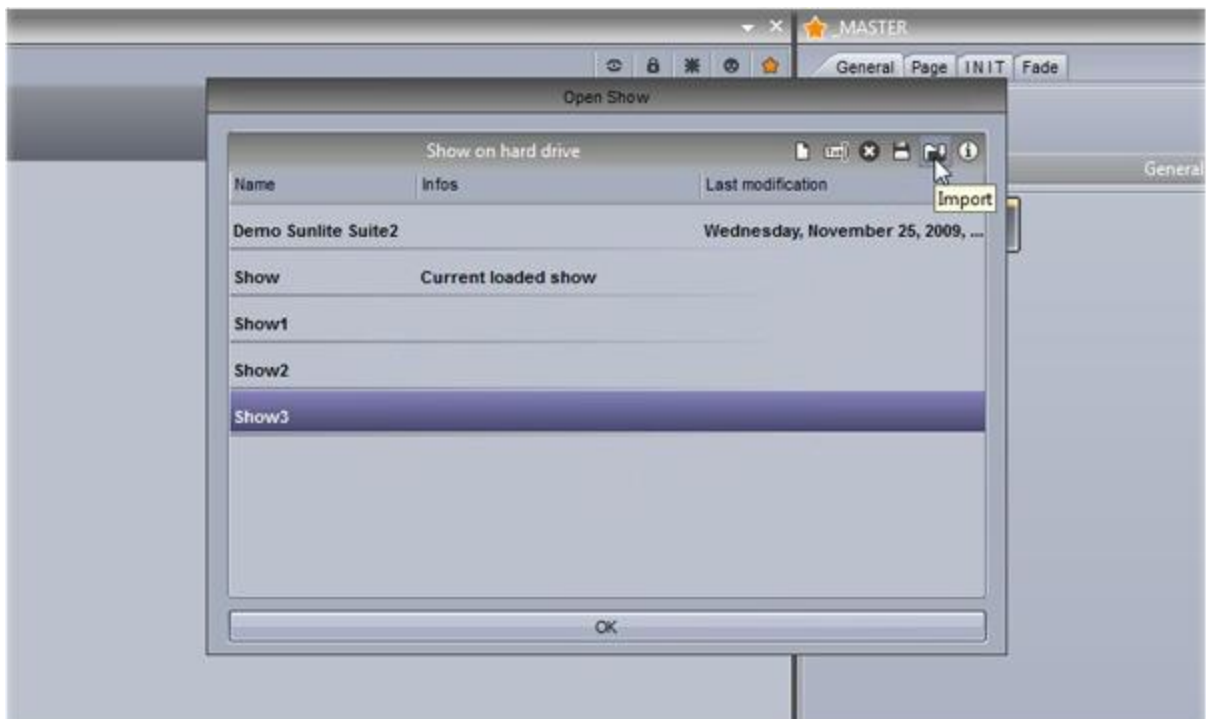 _MASTER
General Page INIT Fade
Open Show
Show on hard drive
Name Infos Last modification
Import
General
Demo Sunlite Suite2 Wednesday, November 25, 2009, ...
Show Current loaded show
Show1
Show2
Show3
OK